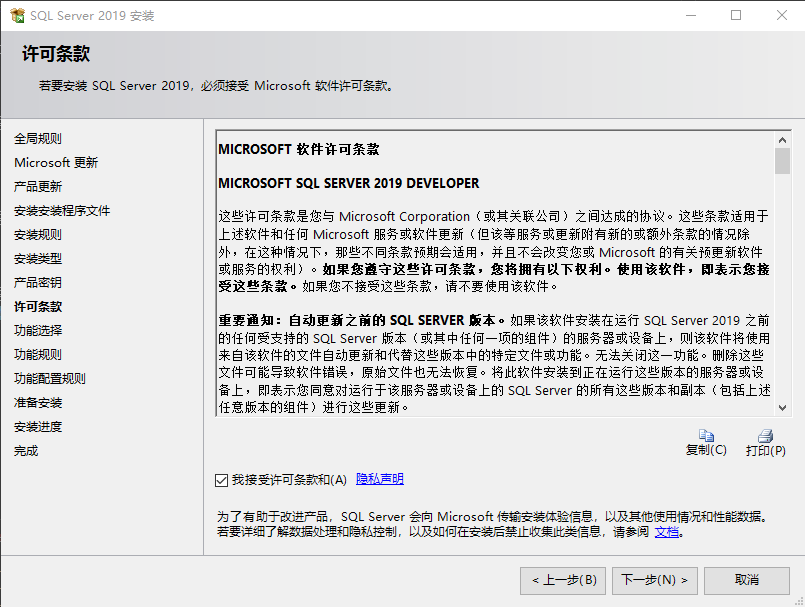 SQL Server 2019 安装
许可条款
若要安装 SQL Server 2019，必须接受 Microsoft 软件许可条款。
全局规则
Microsoft 更新
产品更新
安装安装程序文件
安装规则
安装类型
产品密钥
许可条款
功能选择
功能规则
功能配置规则
准备安装
安装进度
完成
MICROSOFT 软件许可条款
MICROSOFT SQL SERVER 2019 DEVELOPER
这些许可条款是您与 Microsoft Corporation（或其关联公司）之间达成的协议。这些条款适用于
上述软件和任何 Microsoft 服务或软件更新（但该等服务或更新附有新的或额外条款的情况除
外，在这种情况下，那些不同条款预期会适用，并且不会改变您或 Microsoft 的有关预更新软件
或服务的权利）。如果您遵守这些许可条款，您将拥有以下权利。使用该软件，即表示您接
受这些条款。如果您不接受这些条款，请不要使用该软件。
重要通知：自动更新之前的 SQL SERVER 版本。如果该软件安装在运行 SQL Server 2019 之前
的任何受支持的 SQL Server 版本（或其中任何一项的组件）的服务器或设备上，则该软件将使用
来自该软件的文件自动更新和代替这些版本中的特定文件或功能。无法关闭这一功能。删除这些
文件可能导致软件错误，原始文件也无法恢复。将此软件安装到正在运行这些版本的服务器或设
备上，即表示您同意对运行于该服务器或设备上的 SQL Server 的所有这些版本和副本（包括上述
任意版本的组件）进行这些更新。
复制(C)
打印(P)
我接受许可条款和(A) 隐私声明
为了有助于改进产品，SQL Server 会向 Microsoft 传输安装体验信息，以及其他使用情况和性能数据。
若要详细了解数据处理和隐私控制，以及如何在安装后禁止收集此类信息，请参阅 文档。
< 上一步(B)
下一步(N) >
取消